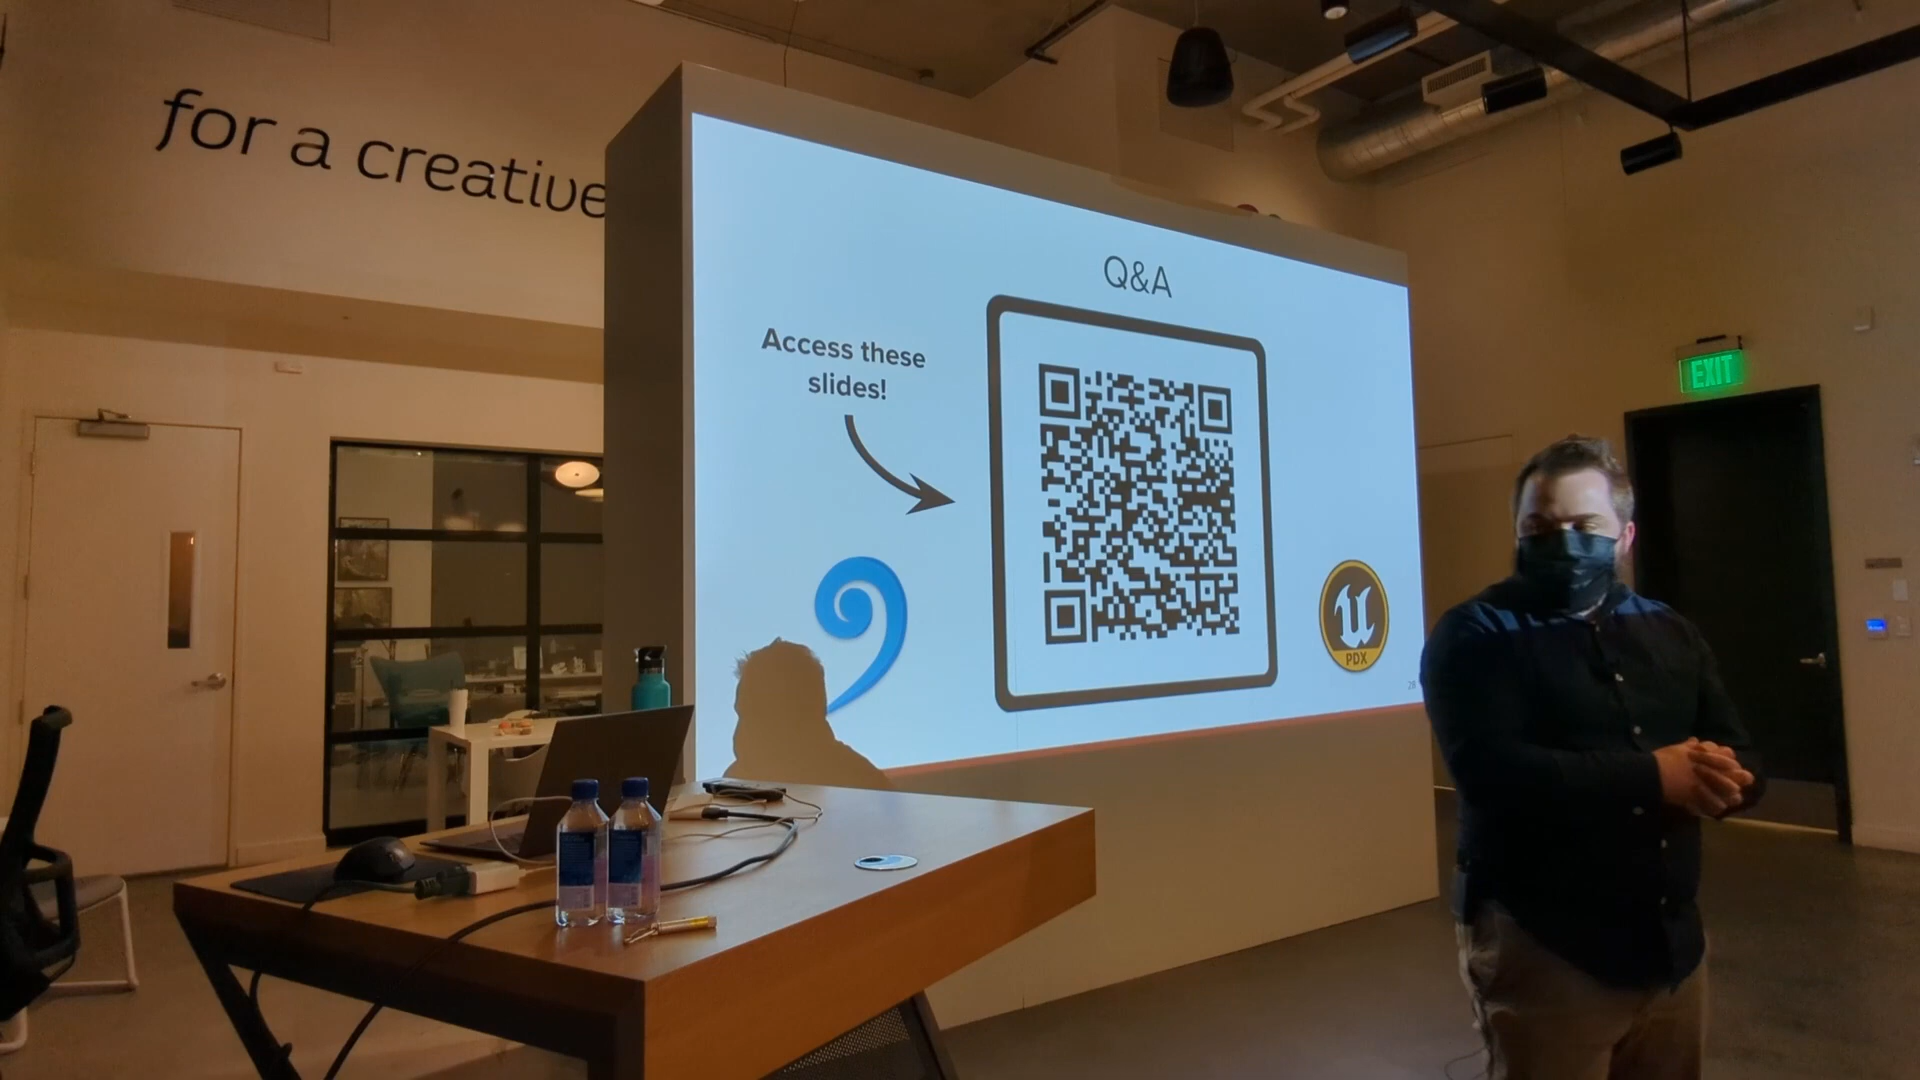 for a creative
Q&A
Access these
slides!
EXIT
PDX
28